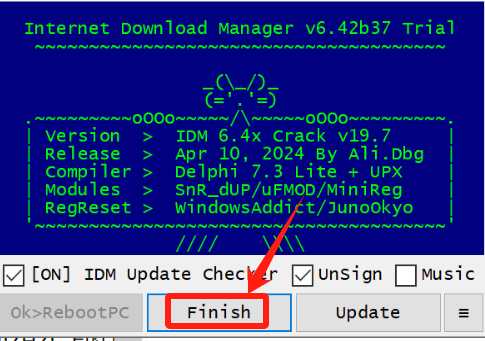 Internet Download Manager v6.42b37 Trial
~~~~~~~~~~~~~~~~~~~~~~~~~~~~~~~~~~~~~~
_(\_/)_
(='.'=)
.~~~~~~~~~oOOo~~~~~/\~~~~~oOOo~~~~~~~~~.
| Version > IDM 6.4x Crack v19.7 |
| Release > Apr 10, 2024 By Ali.Dbg |
| Compiler > Delphi 7.3 Lite + UPX |
| Modules > SnR_dUP/uFMOD/MiniReg |
| RegReset > WindowsAddict/JunoOkyo |
'~~~~~~~~~~~~~~~~~~~~~~~~~~~~~~~~~~~~~~'
//// \\\\
[ON] IDM Update Checker UnSign Music
Ok>RebootPC Finish Update ≡